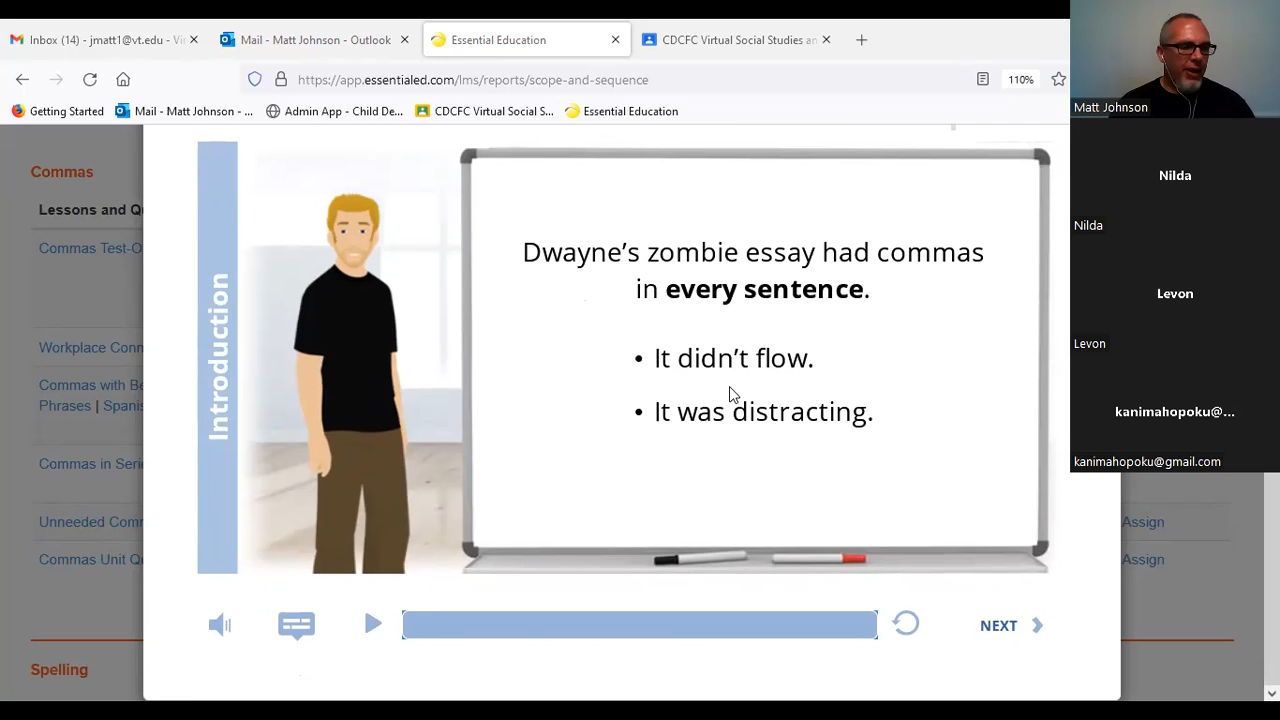 Inbox (14) - jmatt1@vt.edu - Vir
Mail - Matt Johnson - Outlook
Essential Education
CDCFC Virtual Social Studies an
https://app.essentialed.com/lms/reports/scope-and-sequence
110%
Getting Started
Mail - Matt Johnson - ...
Admin App - Child De...
CDCFC Virtual Social S...
Essential Education
Matt Johnson
Nilda
Nilda
Levon
Levon
kanimahopoku@...
kanimahopoku@gmail.com
Commas
Lessons and Qu
Commas Test-O
Workplace Conn
Commas with Be
Phrases | Spanis
Commas in Serie
Unneeded Comm
Commas Unit Qu
Spelling
Assign
Assign
Introduction
Dwayne's zombie essay had commas
in every sentence.
• It didn't flow.
• It was distracting.
NEXT